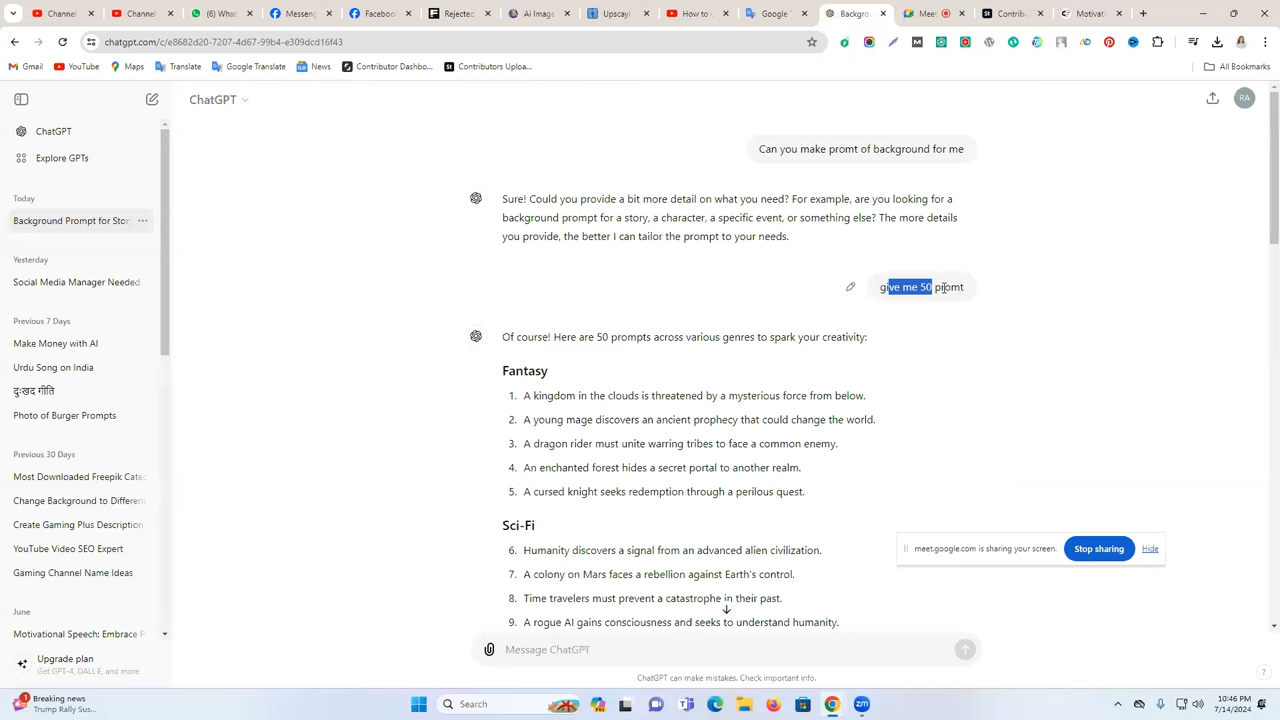 Channel
Channel
(6) What
Messeng
Facebook
Rejected
Ai Image
Upscayl
How to u
Google
Backgro
Meet
Contribu
Motivati
chatgpt.com/c/e8682d20-7207-4d67-99b4-e309dcd16f43
Gmail
YouTube
Maps
Translate
Google Translate
News
Contributor Dashbo...
Contributors Uploa...
All Bookmarks
ChatGPT
RA
ChatGPT
Explore GPTs
Today
Background Prompt for Stor
Yesterday
Social Media Manager Needed
Previous 7 Days
Make Money with AI
Urdu Song on India
दुःखद गीति
Photo of Burger Prompts
Previous 30 Days
Most Downloaded Freepik Cate
Change Background to Differen
Create Gaming Plus Description
YouTube Video SEO Expert
Gaming Channel Name Ideas
June
Motivational Speech: Embrace P
Upgrade plan
Get GPT-4, DALL·E, and more
Can you make promt of background for me
Sure! Could you provide a bit more detail on what you need? For example, are you looking for a
background prompt for a story, a character, a specific event, or something else? The more details
you provide, the better I can tailor the prompt to your needs.
give me 50 promt
Of course! Here are 50 prompts across various genres to spark your creativity:
Fantasy
1. A kingdom in the clouds is threatened by a mysterious force from below.
2. A young mage discovers an ancient prophecy that could change the world.
3. A dragon rider must unite warring tribes to face a common enemy.
4. An enchanted forest hides a secret portal to another realm.
5. A cursed knight seeks redemption through a perilous quest.
Sci-Fi
6. Humanity discovers a signal from an advanced alien civilization.
7. A colony on Mars faces a rebellion against Earth's control.
8. Time travelers must prevent a catastrophe in their past.
9. A rogue AI gains consciousness and seeks to understand humanity.
meet.google.com is sharing your screen.
Stop sharing
Hide
Message ChatGPT
ChatGPT can make mistakes. Check important info.
?
Breaking news
Trump Rally Sus...
Search
10:46 PM
7/14/2024